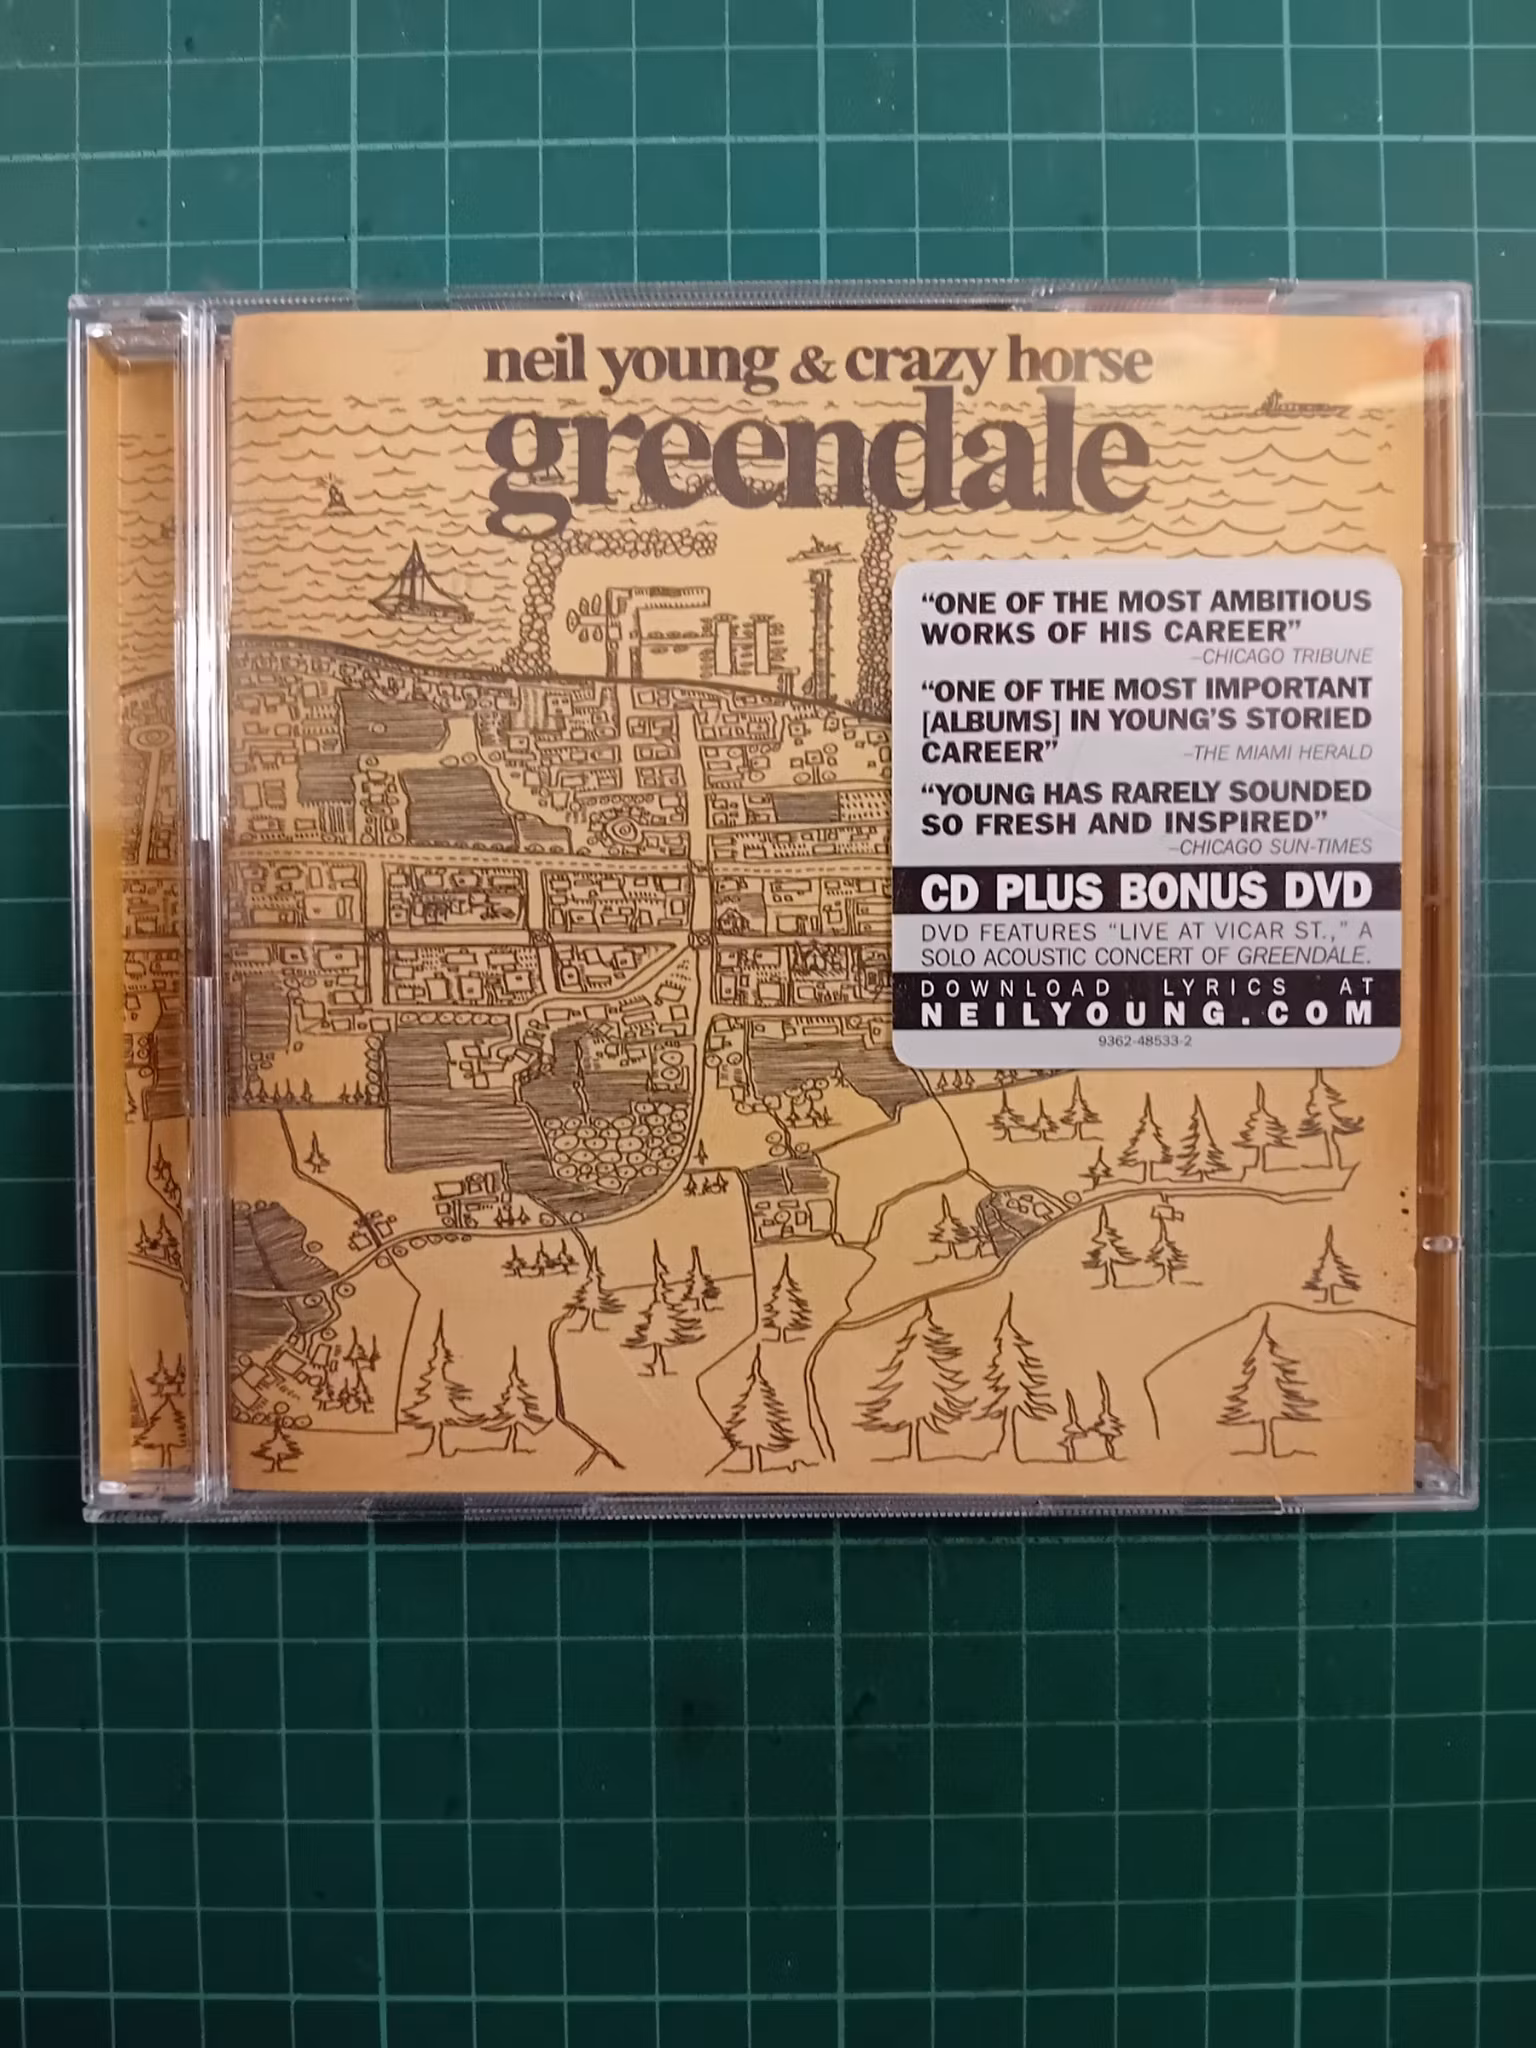 neil young & crazy horse
greendale
“ONE OF THE MOST AMBITIOUS
WORKS OF HIS CAREER”
–CHICAGO TRIBUNE
“ONE OF THE MOST IMPORTANT
[ALBUMS] IN YOUNG’S STORIED
CAREER” –THE MIAMI HERALD
“YOUNG HAS RARELY SOUNDED
SO FRESH AND INSPIRED”
–CHICAGO SUN-TIMES
CD PLUS BONUS DVD
DVD FEATURES “LIVE AT VICAR ST.,” A
SOLO ACOUSTIC CONCERT OF GREENDALE.
DOWNLOAD LYRICS AT
NEILYOUNG.COM
9362-48533-2